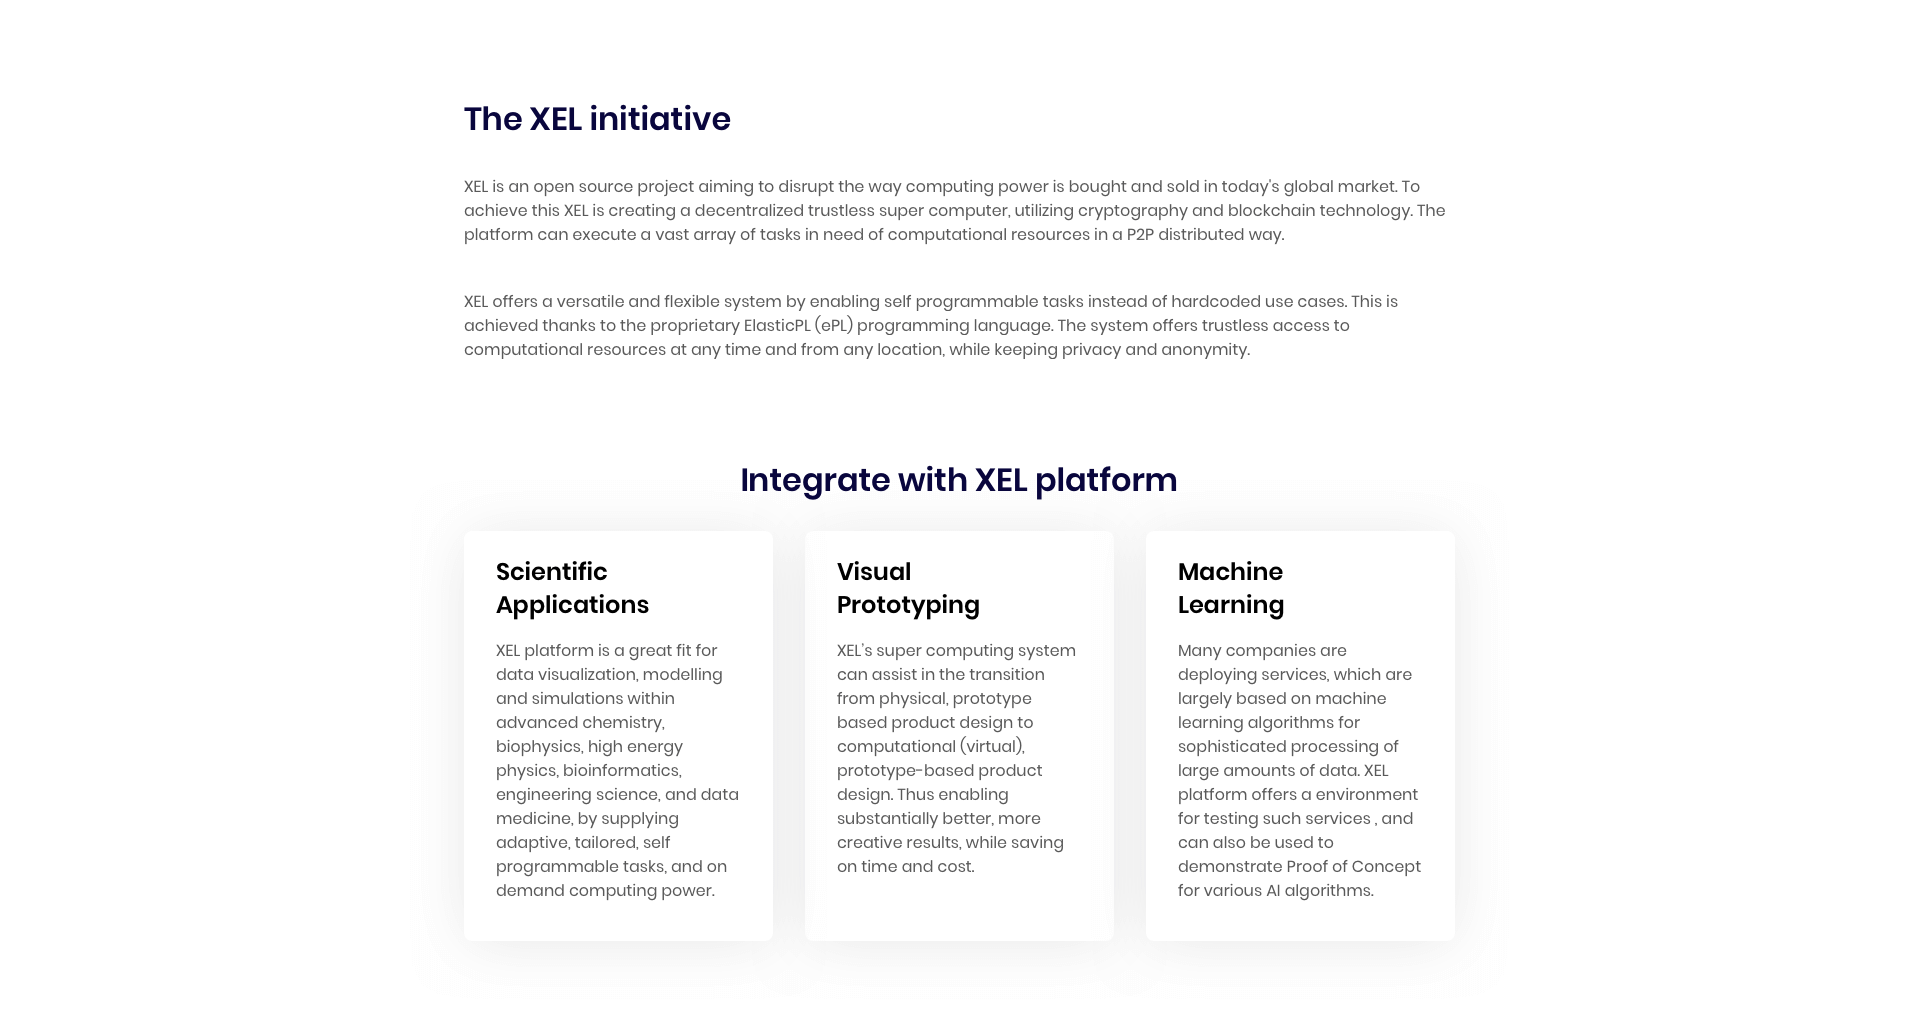 The XEL initiative
XEL is an open source project aiming to disrupt the way computing power is bought and sold in today's global market. To
achieve this XEL is creating a decentralized trustless super computer, utilizing cryptography and blockchain technology. The
platform can execute a vast array of tasks in need of computational resources in a P2P distributed way.
XEL offers a versatile and flexible system by enabling self programmable tasks instead of hardcoded use cases. This is
achieved thanks to the proprietary ElasticPL (ePL) programming language. The system offers trustless access to
computational resources at any time and from any location, while keeping privacy and anonymity.
Integrate with XEL platform
Scientific
Applications
XEL platform is a great fit for
data visualization, modelling
and simulations within
advanced chemistry,
biophysics, high energy
physics, bioinformatics,
engineering science, and data
medicine, by supplying
adaptive, tailored, self
programmable tasks, and on
demand computing power.
Visual
Prototyping
XEL's super computing system
can assist in the transition
from physical, prototype
based product design to
computational (virtual),
prototype-based product
design. Thus enabling
substantially better, more
creative results, while saving
on time and cost.
Machine
Learning
Many companies are
deploying services, which are
largely based on machine
learning algorithms for
sophisticated processing of
large amounts of data. XEL
platform offers a environment
for testing such services , and
can also be used to
demonstrate Proof of Concept
for various AI algorithms.